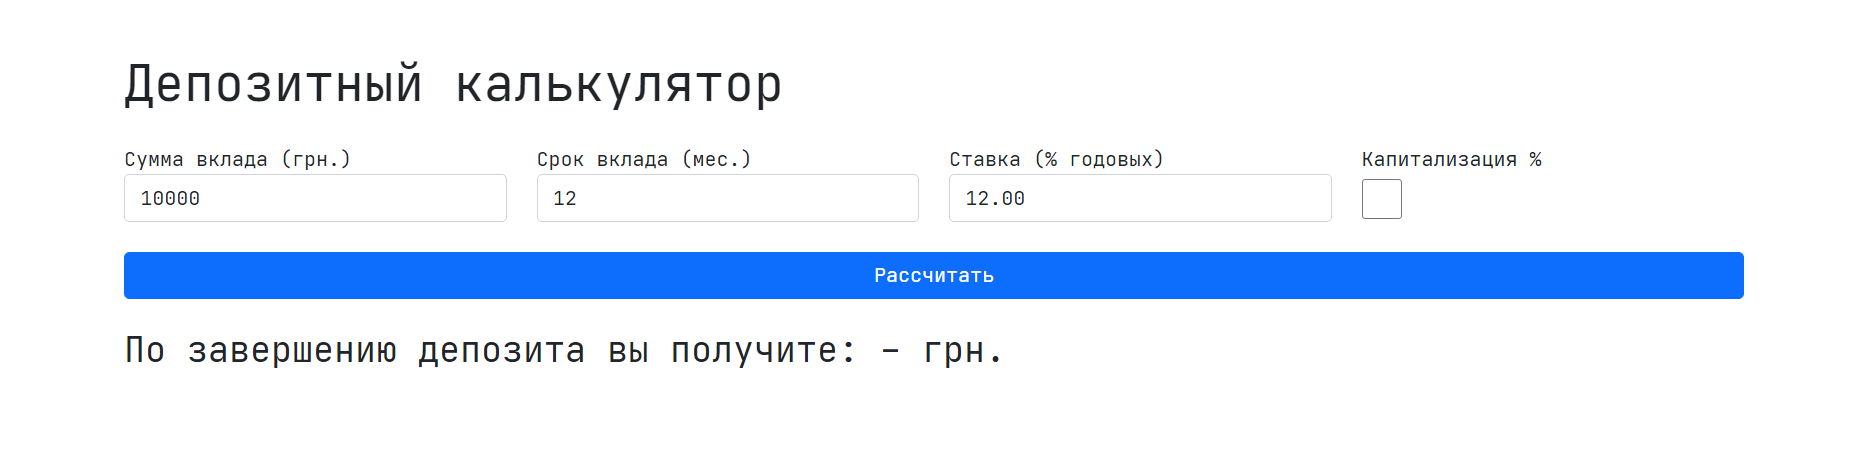 Депозитный калькулятор
Сумма вклада (грн.) Срок вклада (мес.) Ставка (% годовых) Капитализация %
10000 12 12.00
Рассчитать
По завершению депозита вы получите: - грн.